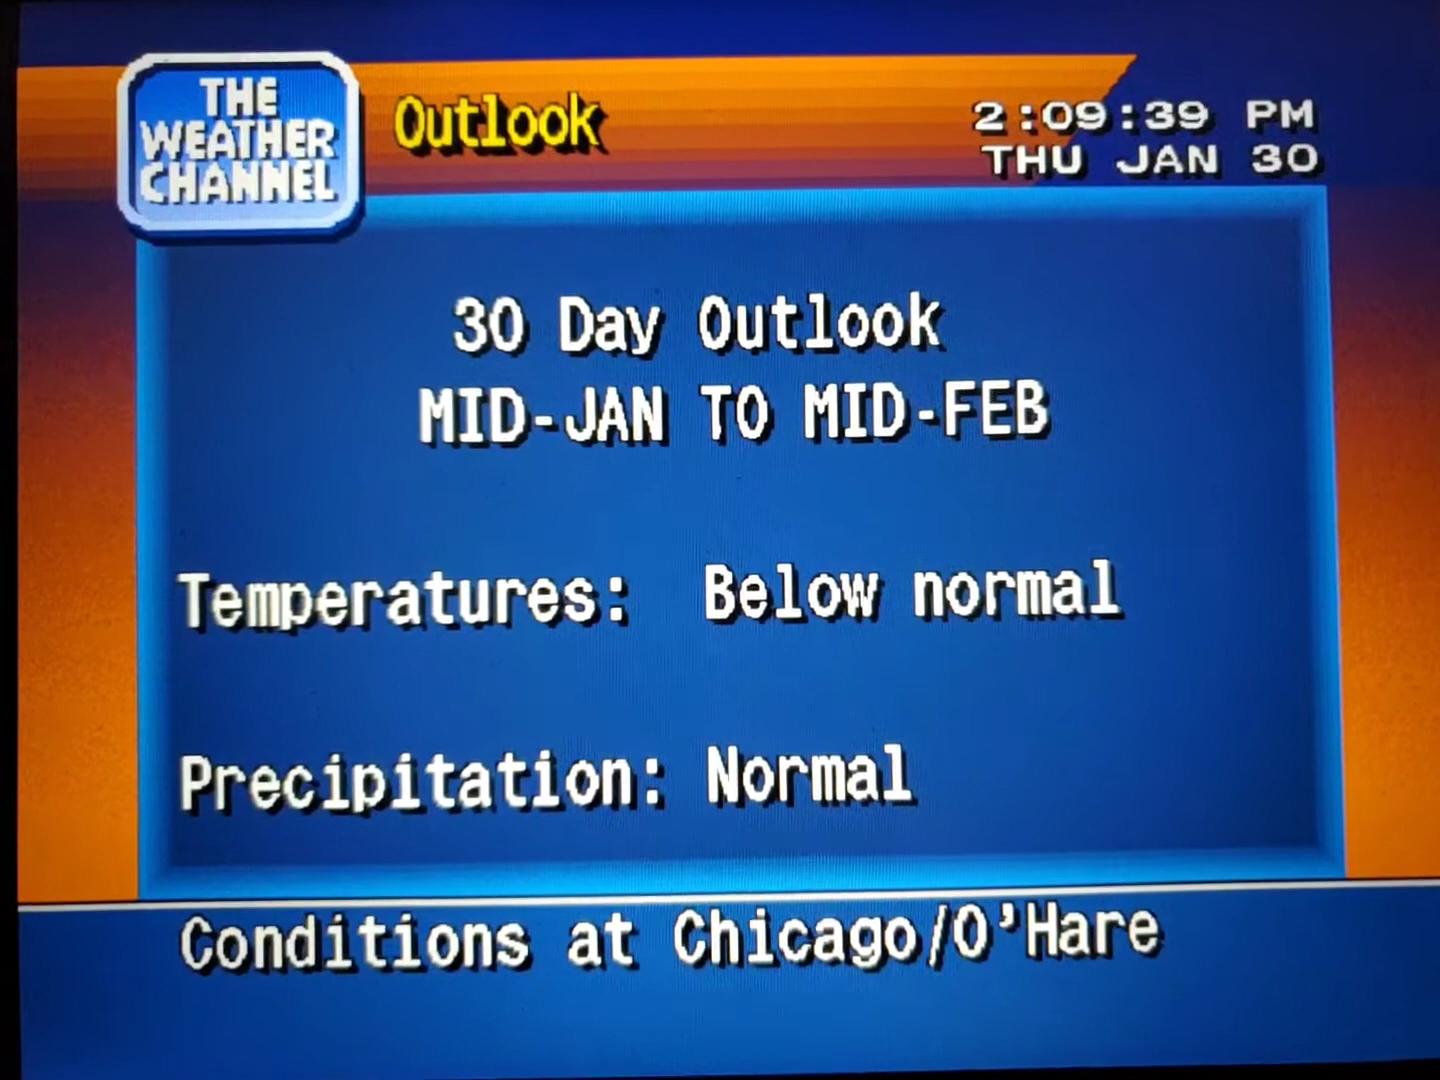 THE
WEATHER
CHANNEL
Outlook
2:09:39 PM
THU JAN 30
30 Day Outlook
MID-JAN TO MID-FEB
Temperatures: Below normal
Precipitation: Normal
Conditions at Chicago/O'Hare